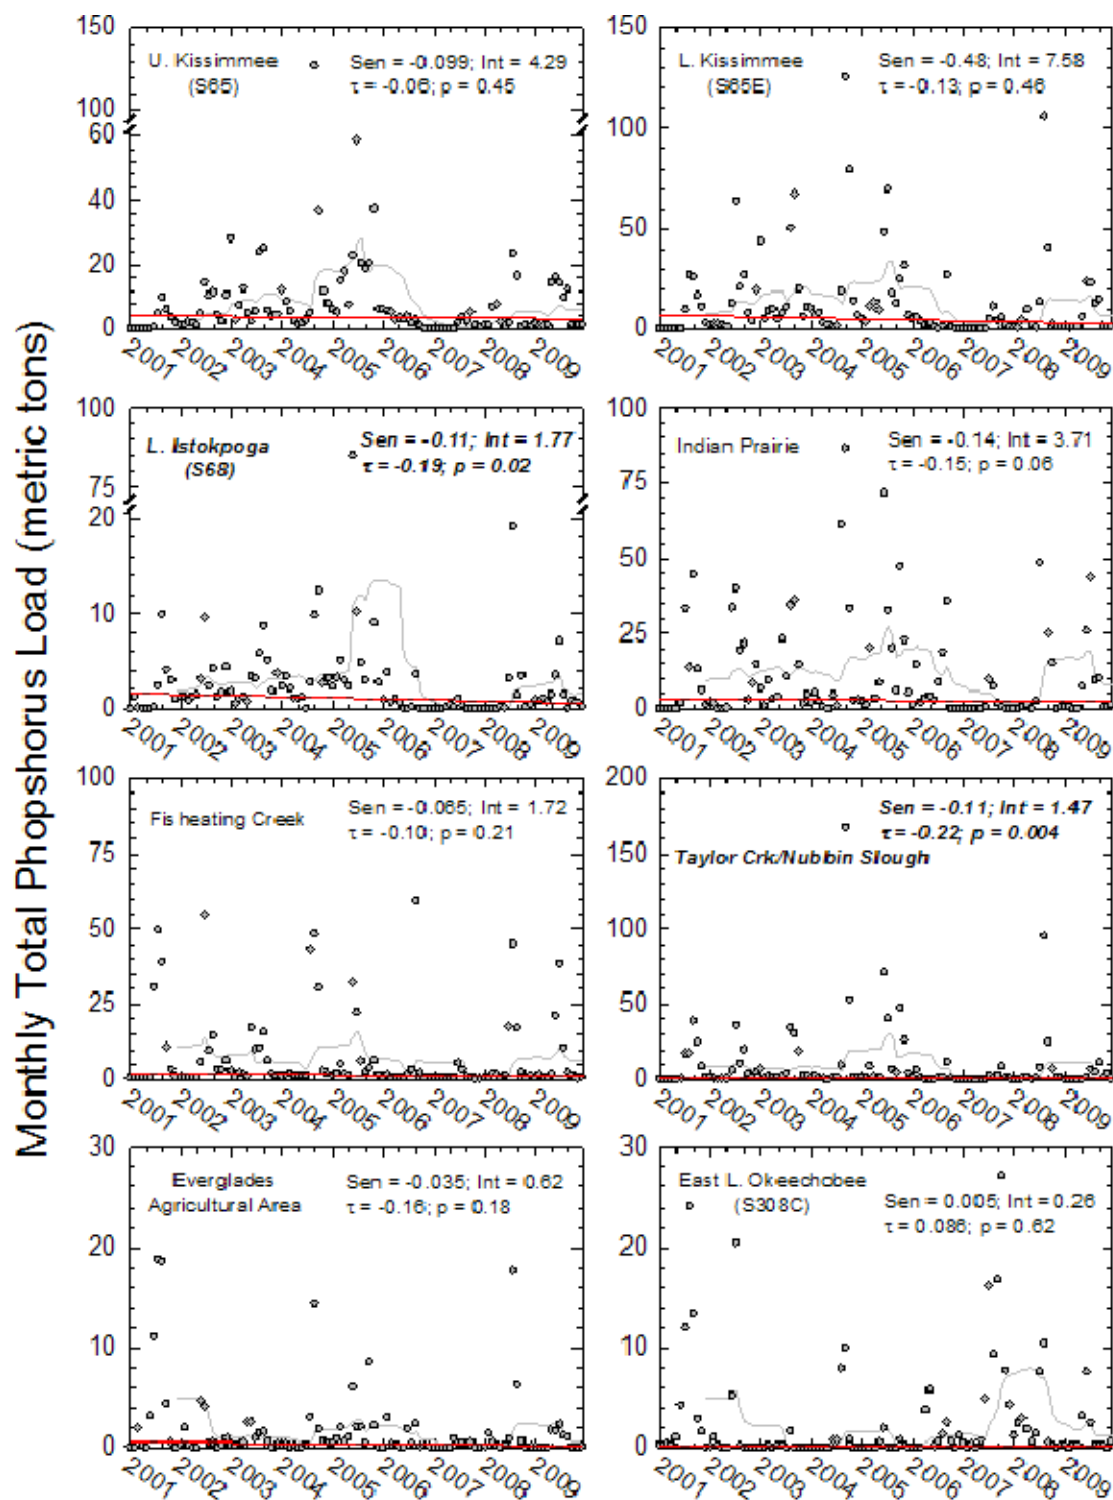 Monthly Total Phopshorus Load (metric tons)
U. Kissimmee
(S65)
Sen = -0.099; Int = 4.29
τ = -0.06; p = 0.45
150
100
60
40
20
0
2001 2002 2003 2004 2005 2006 2007 2008 2009
L. Kissimmee
(S65E)
Sen = -0.48; Int = 7.58
τ = -0.13; p = 0.46
150
100
50
0
2001 2002 2003 2004 2005 2006 2007 2008 2009
L. Istokpoga
(S68)
Sen = -0.11; Int = 1.77
τ = -0.19; p = 0.02
100
75
20
10
0
2001 2002 2003 2004 2005 2006 2007 2008 2009
Indian Prairie
Sen = -0.14; Int = 3.71
τ = -0.15; p = 0.06
100
75
50
25
0
2001 2002 2003 2004 2005 2006 2007 2008 2009
Fisheating Creek
Sen = -0.065; Int = 1.72
τ = -0.10; p = 0.21
100
75
50
25
0
2001 2002 2003 2004 2005 2006 2007 2008 2009
Sen = -0.11; Int = 1.47
τ = -0.22; p = 0.004
Taylor Crk/Nubbin Slough
200
150
100
50
0
2001 2002 2003 2004 2005 2006 2007 2008 2009
Everglades
Agricultural Area
Sen = -0.035; Int = 0.62
τ = -0.16; p = 0.18
30
20
10
0
2001 2002 2003 2004 2005 2006 2007 2008 2009
East L. Okeechobee
(S308C)
Sen = 0.005; Int = 0.26
τ = 0.086; p = 0.62
30
20
10
0
2001 2002 2003 2004 2005 2006 2007 2008 2009